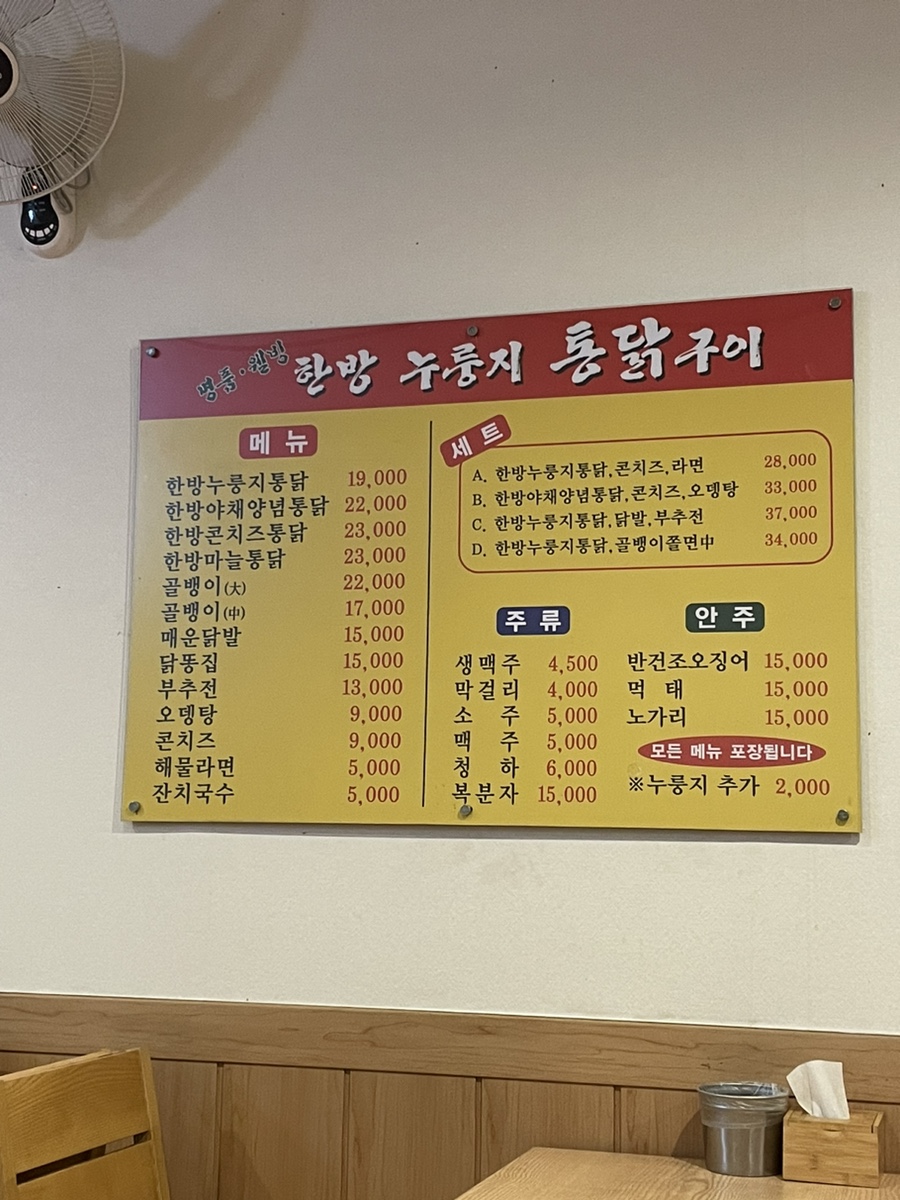 명품·웰빙 한방 누룽지 통닭구이
메 뉴
한방누룽지통닭 19,000
한방야채양념통닭 22,000
한방콘치즈통닭 23,000
한방마늘통닭 23,000
골뱅이(大) 22,000
골뱅이(中) 17,000
매운닭발 15,000
닭똥집 15,000
부추전 13,000
오뎅탕 9,000
콘치즈 9,000
해물라면 5,000
잔치국수 5,000
세 트
A. 한방누룽지통닭,콘치즈,라면 28,000
B. 한방야채양념통닭,콘치즈,오뎅탕 33,000
C. 한방누룽지통닭,닭발,부추전 37,000
D. 한방누룽지통닭,골뱅이쫄면中 34,000
주 류
생맥주 4,500
막걸리 4,000
소 주 5,000
맥 주 5,000
청 하 6,000
복분자 15,000
안 주
반건조오징어 15,000
먹 태 15,000
노가리 15,000
모든 메뉴 포장됩니다
※누룽지 추가 2,000